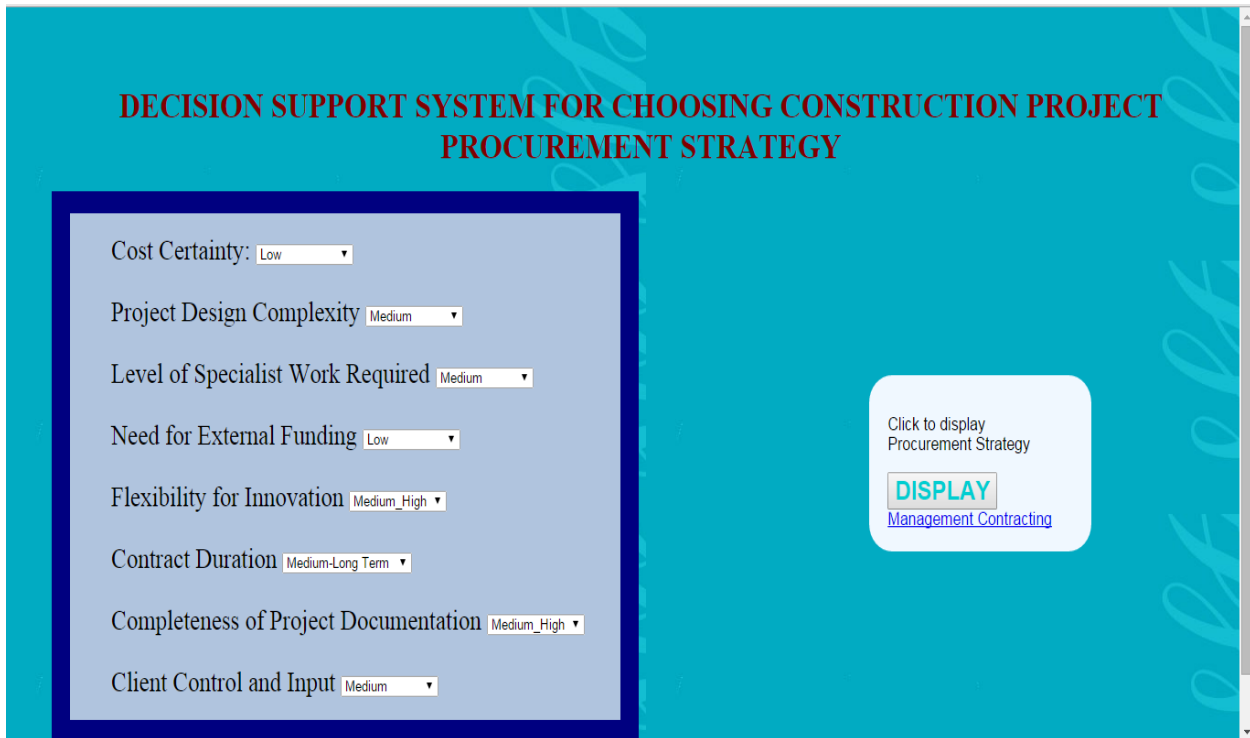 DECISION SUPPORT SYSTEM FOR CHOOSING CONSTRUCTION PROJECT
PROCUREMENT STRATEGY
Cost Certainty: Low
Project Design Complexity Medium
Level of Specialist Work Required Medium
Need for External Funding Low
Flexibility for Innovation Medium_High
Contract Duration Medium-Long Term
Completeness of Project Documentation Medium_High
Client Control and Input Medium
Click to display
Procurement Strategy
DISPLAY
Management Contracting